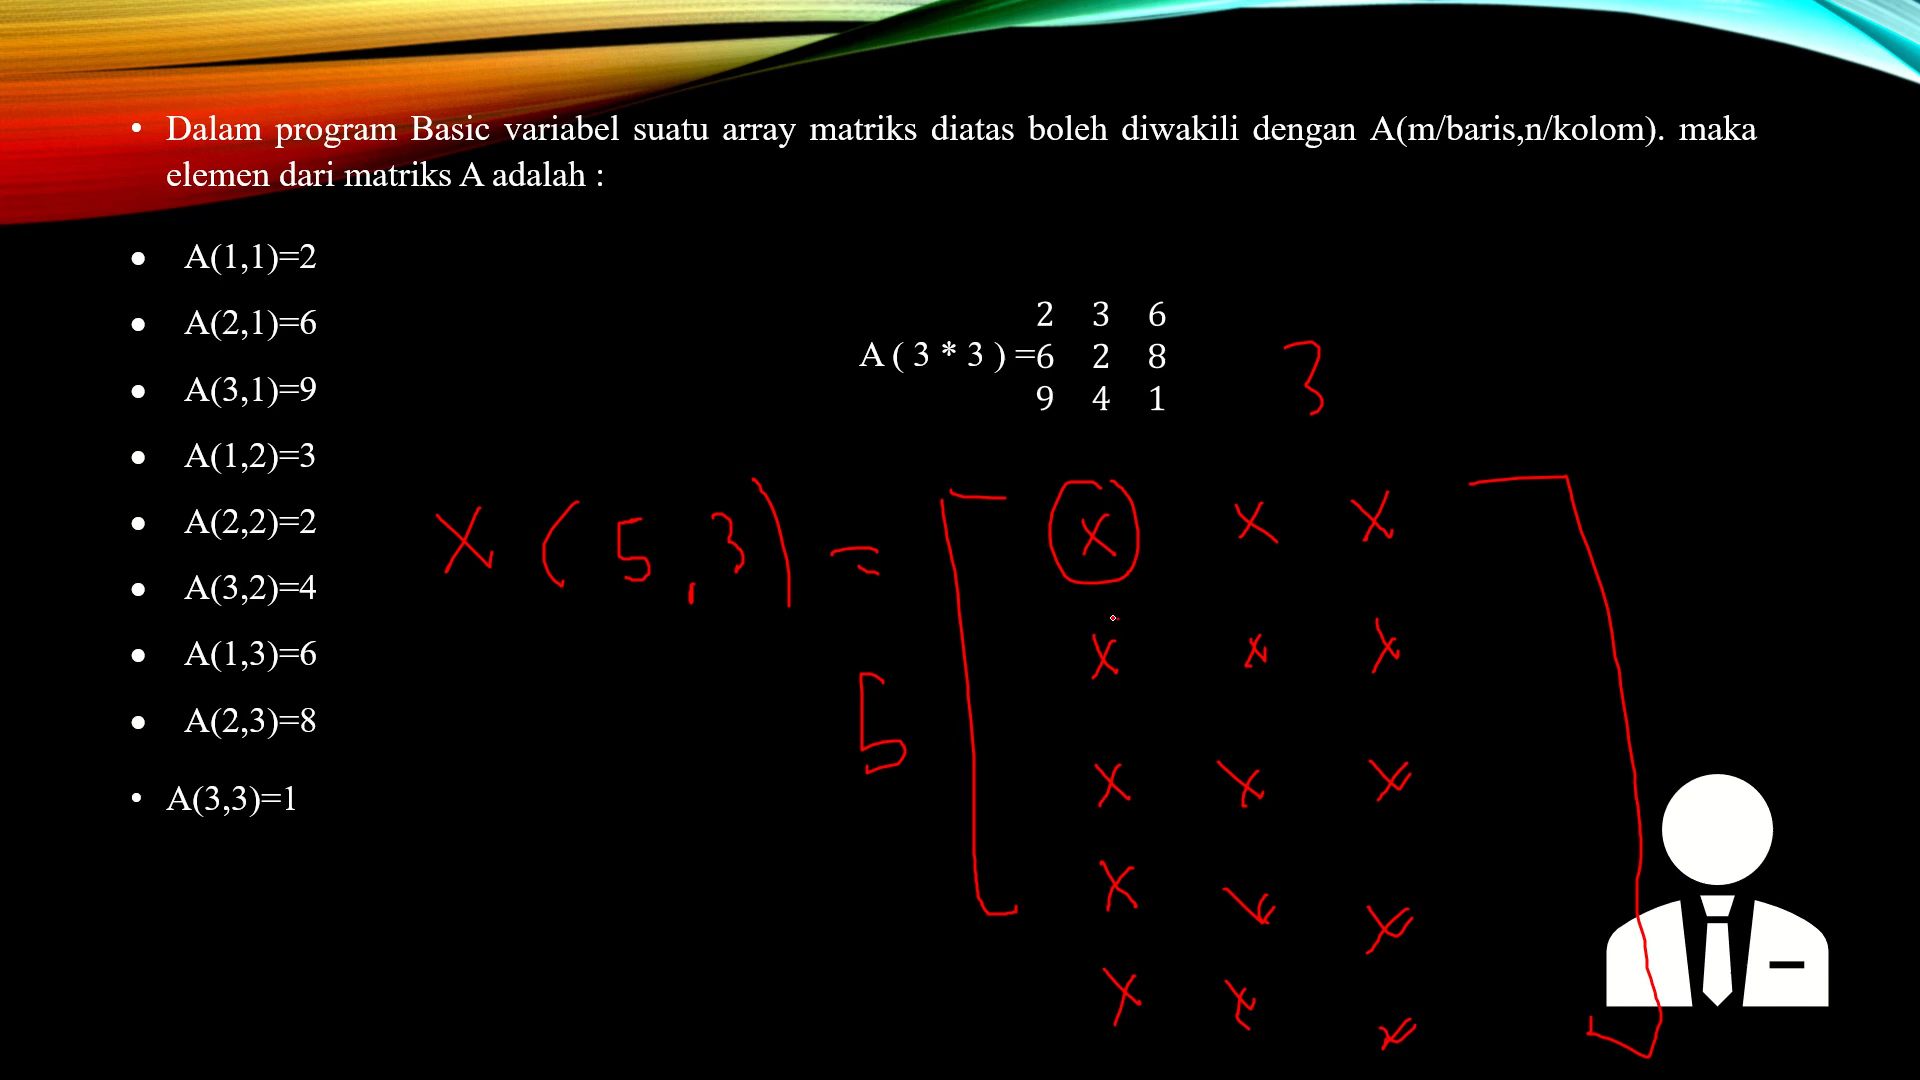 • Dalam program Basic variabel suatu array matriks diatas boleh diwakili dengan A(m/baris,n/kolom). maka
elemen dari matriks A adalah :
• A(1,1)=2
• A(2,1)=6
• A(3,1)=9
• A(1,2)=3
• A(2,2)=2
• A(3,2)=4
• A(1,3)=6
• A(2,3)=8
• A(3,3)=1
2 3 6
A ( 3 * 3 ) =6 2 8
9 4 1
3
X ( 5 , 3 ) =
5
x x x
x x x
x x x
x x x
x x x